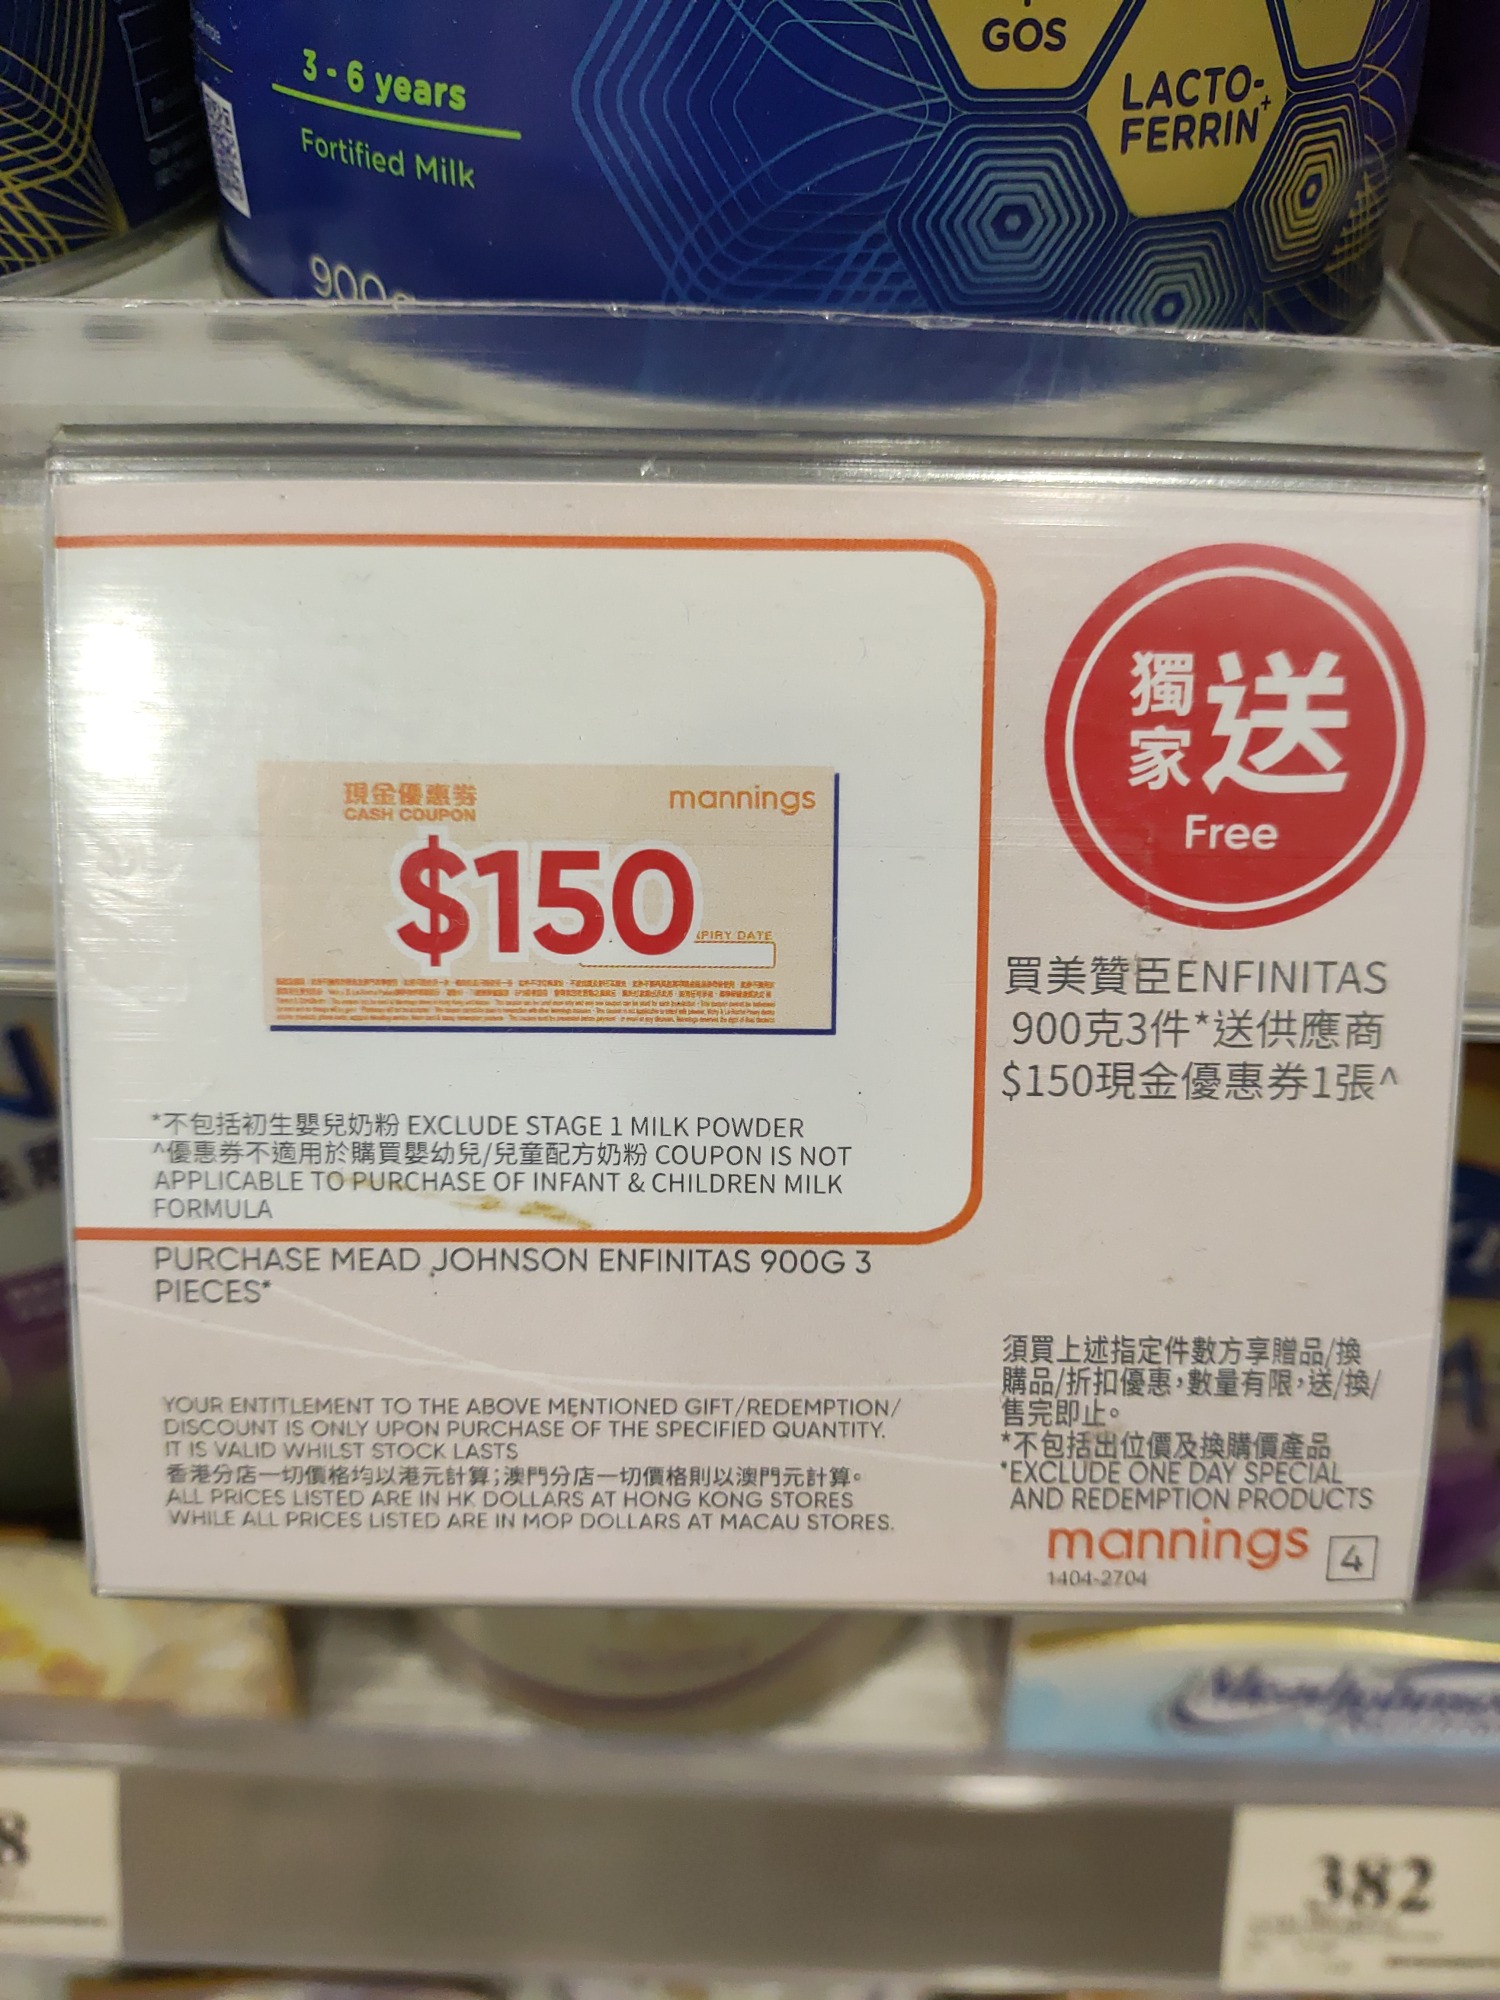 GOS
LACTO-
FERRIN+
3 - 6 years
Fortified Milk
900g
現金優惠券
CASH COUPON
mannings
$150
PIRY DATE
獨家送
Free
買美贊臣ENFINITAS
900克3件*送供應商
$150現金優惠券1張^
*不包括初生嬰兒奶粉 EXCLUDE STAGE 1 MILK POWDER
^優惠券不適用於購買嬰幼兒/兒童配方奶粉 COUPON IS NOT
APPLICABLE TO PURCHASE OF INFANT & CHILDREN MILK
FORMULA
PURCHASE MEAD JOHNSON ENFINITAS 900G 3
PIECES*
YOUR ENTITLEMENT TO THE ABOVE MENTIONED GIFT/REDEMPTION/
DISCOUNT IS ONLY UPON PURCHASE OF THE SPECIFIED QUANTITY.
IT IS VALID WHILST STOCK LASTS
香港分店一切價格均以港元計算;澳門分店一切價格則以澳門元計算。
ALL PRICES LISTED ARE IN HK DOLLARS AT HONG KONG STORES
WHILE ALL PRICES LISTED ARE IN MOP DOLLARS AT MACAU STORES.
須買上述指定件數方享贈品/換
購品/折扣優惠,數量有限,送/換/
售完即止。
*不包括出位價及換購價產品
*EXCLUDE ONE DAY SPECIAL
AND REDEMPTION PRODUCTS
mannings
4
1404-2704
8
382